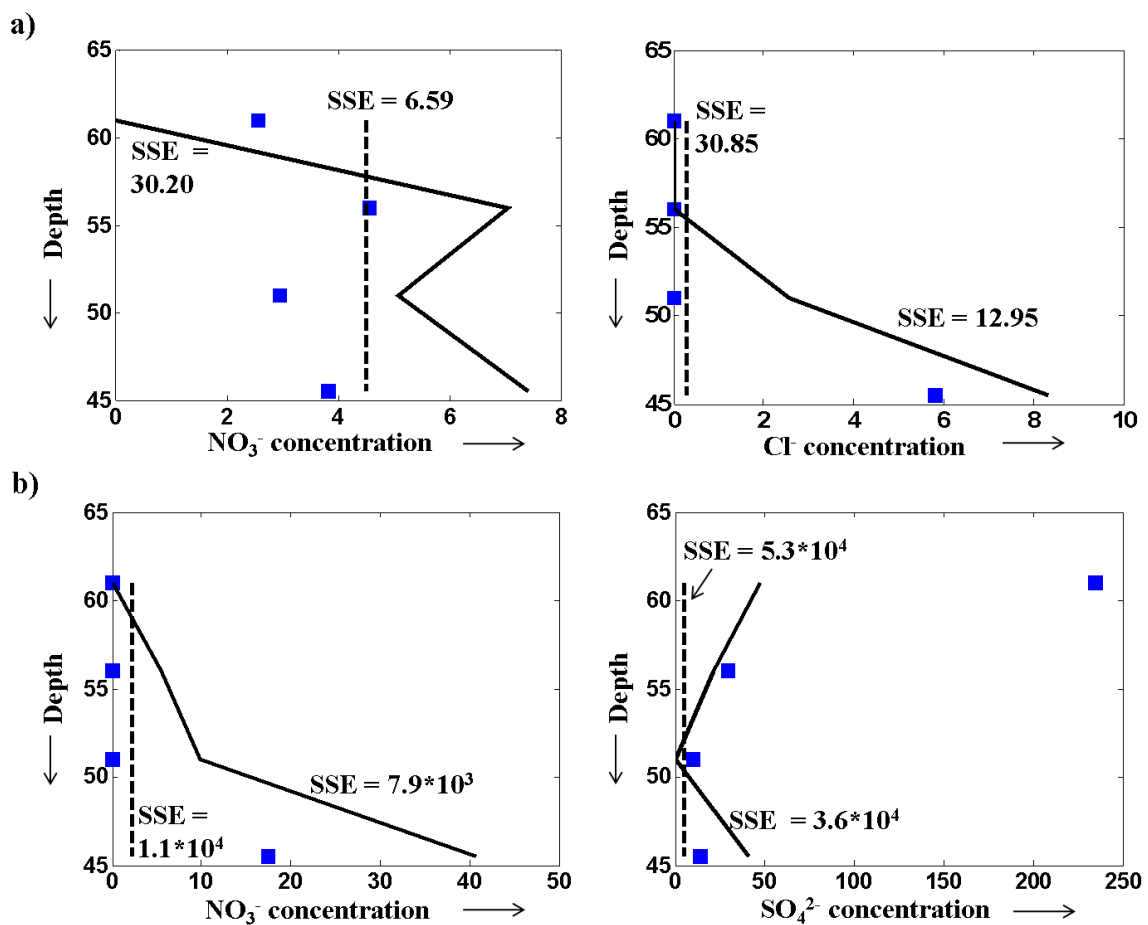 a)
65
60
55
50
45
Depth
SSE = 6.59
SSE =
30.20
0 2 4 6 8
NO₃⁻ concentration
65
60
55
50
45
Depth
SSE =
30.85
SSE = 12.95
0 2 4 6 8 10
Cl⁻ concentration
b)
65
60
55
50
45
Depth
SSE = 7.9*10³
SSE =
1.1*10⁴
0 10 20 30 40 50
NO₃⁻ concentration
65
60
55
50
45
Depth
SSE = 5.3*10⁴
SSE = 3.6*10⁴
0 50 100 150 200 250
SO₄²⁻ concentration